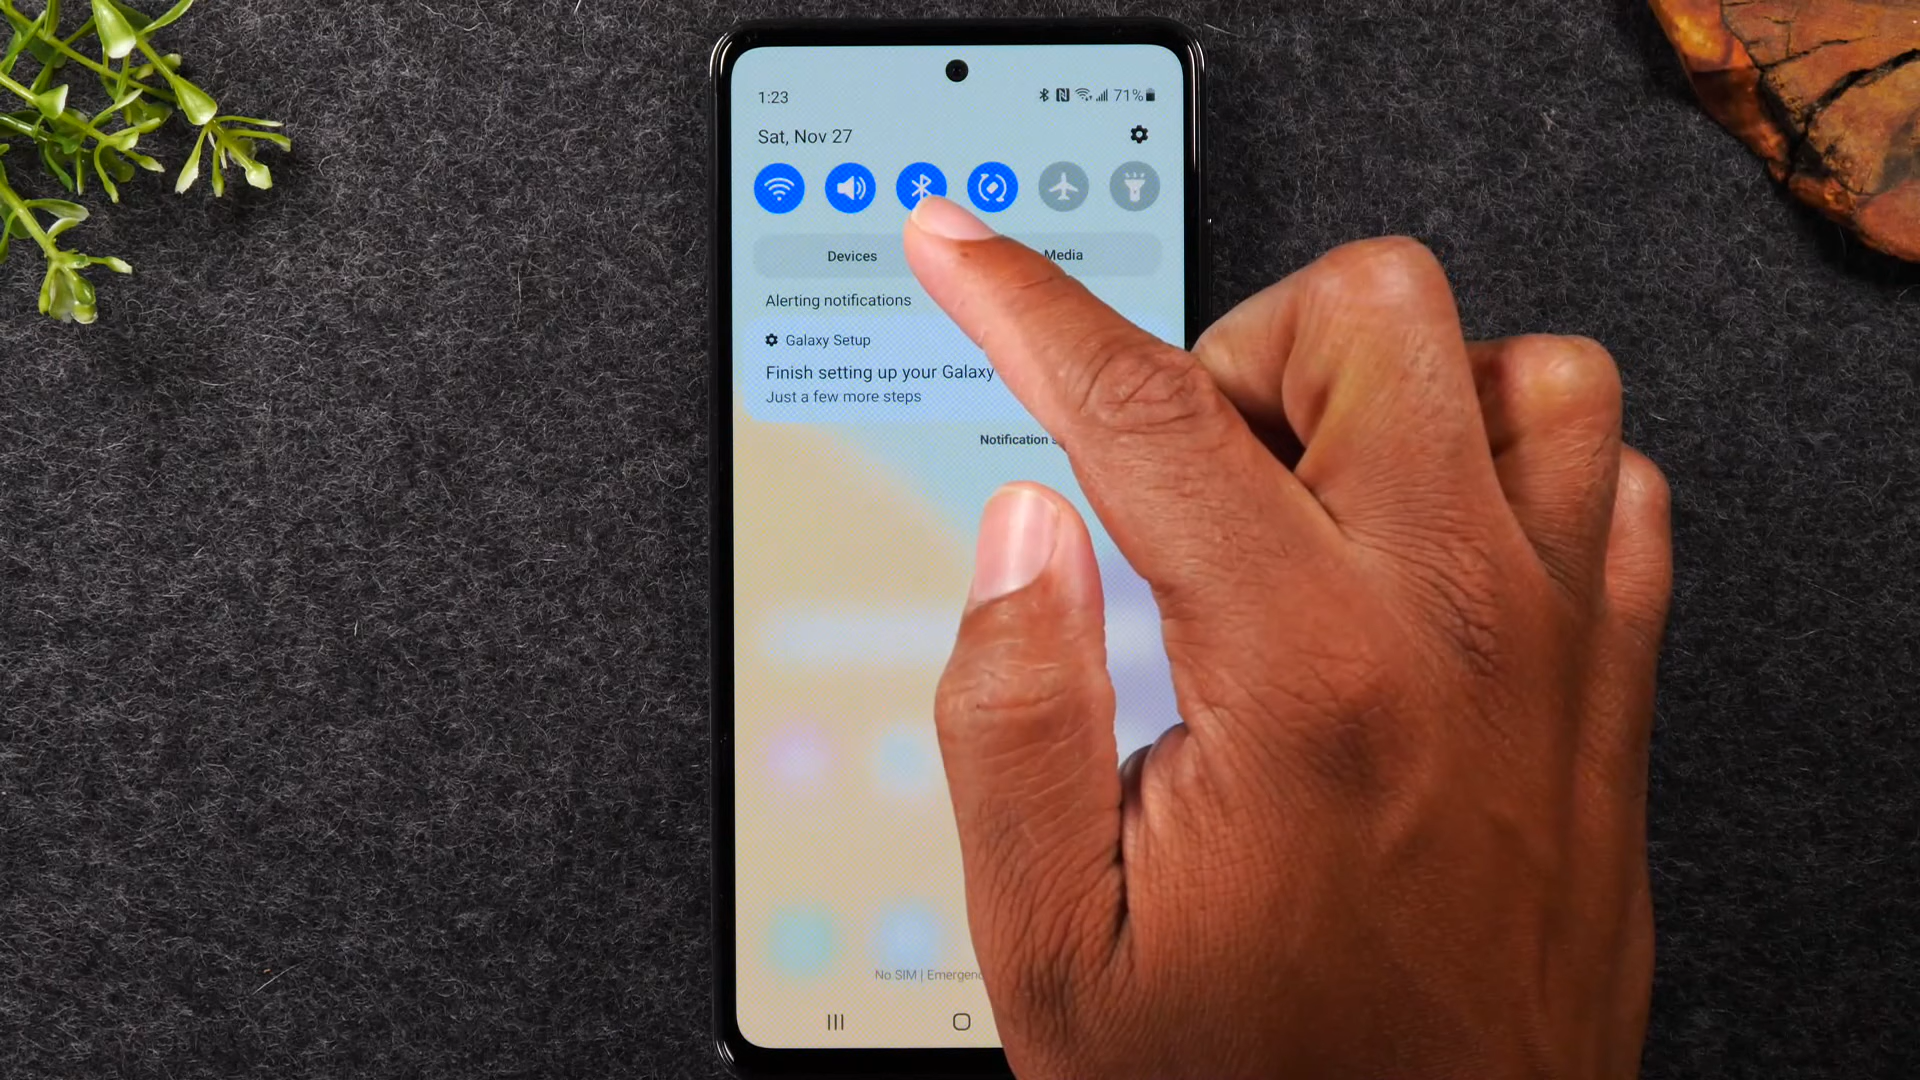 1:23
71%
Sat, Nov 27
Devices
Media
Alerting notifications
Galaxy Setup
Finish setting up your Galaxy
Just a few more steps
Notification
No SIM |